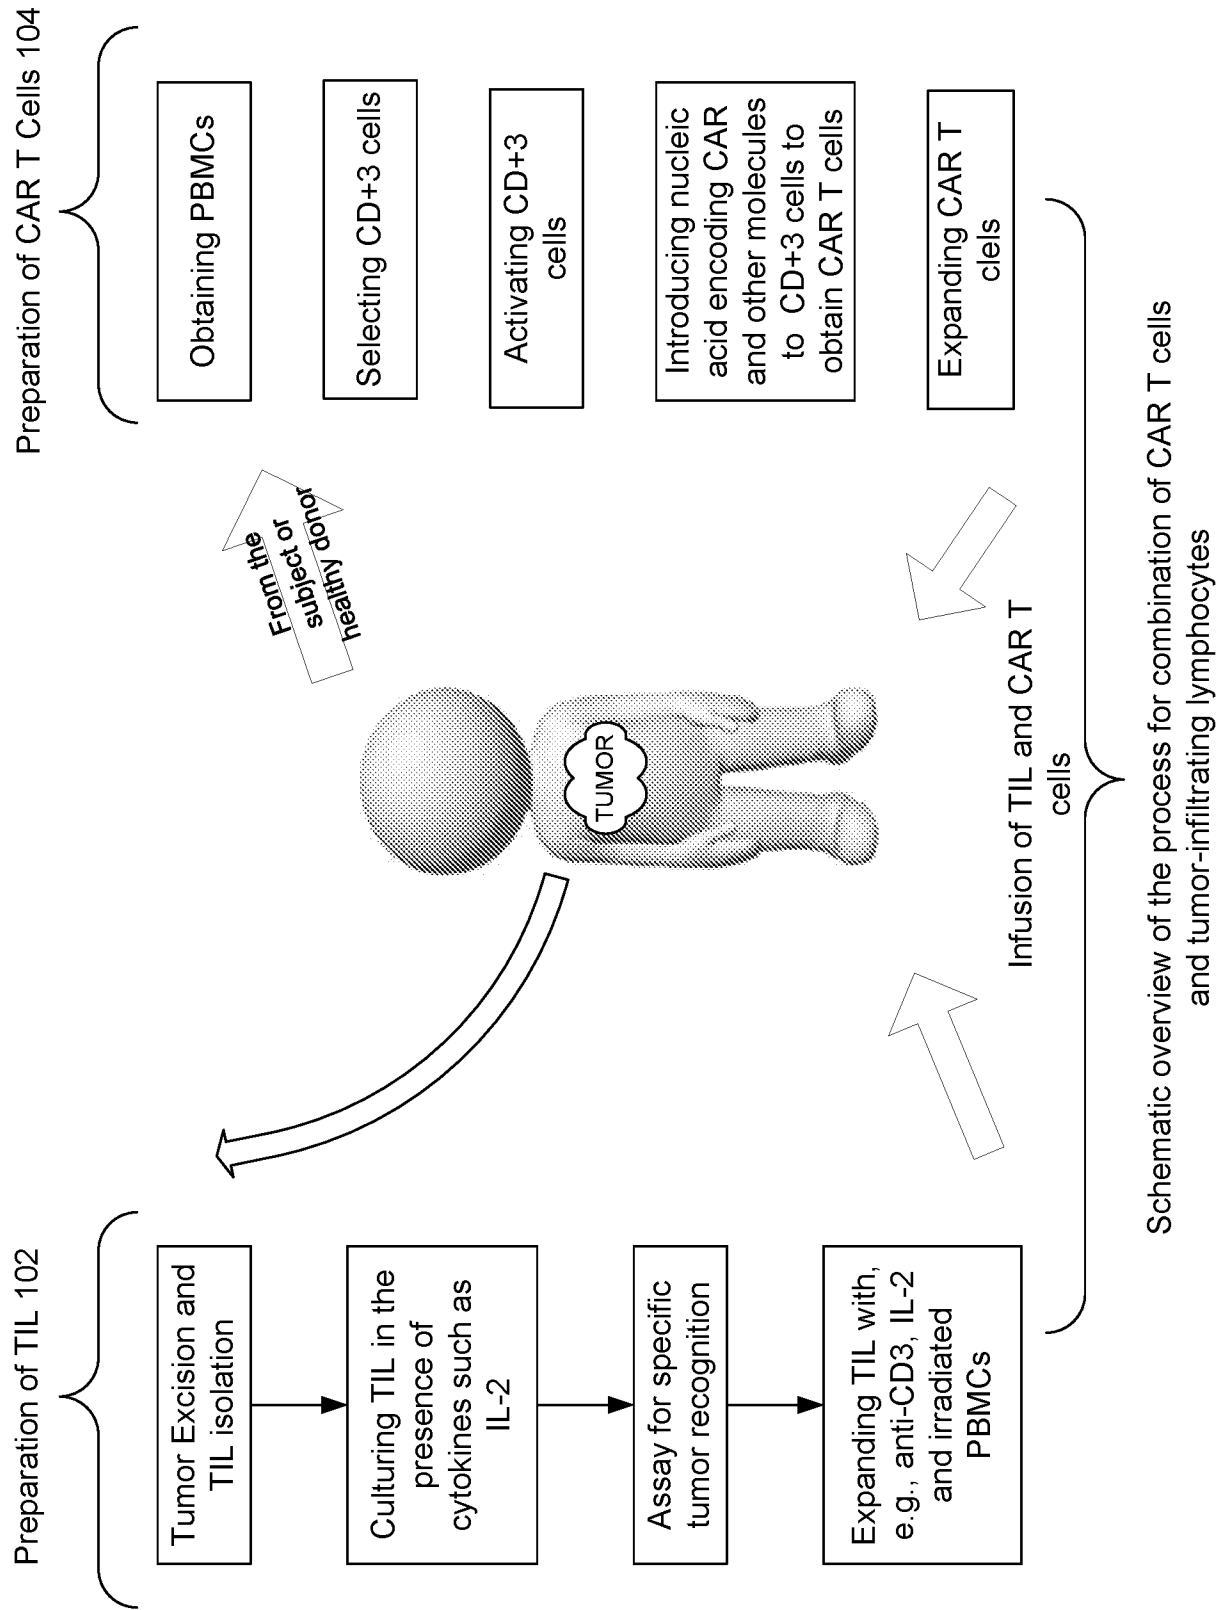 Preparation of TIL 102
Tumor Excision and
TIL isolation
Culturing TIL in the
presence of
cytokines such as
IL-2
Assay for specific
tumor recognition
Expanding TIL with,
e.g., anti-CD3, IL-2
and irradiated
PBMCs
From the
subject or
healthy donor
TUMOR
Infusion of TIL and CAR T
cells
Preparation of CAR T Cells 104
Obtaining PBMCs
Selecting CD+3 cells
Activating CD+3
cells
Introducing nucleic
acid encoding CAR
and other molecules
to CD+3 cells to
obtain CAR T cells
Expanding CAR T
clels
Schematic overview of the process for combination of CAR T cells
and tumor-infiltrating lymphocytes